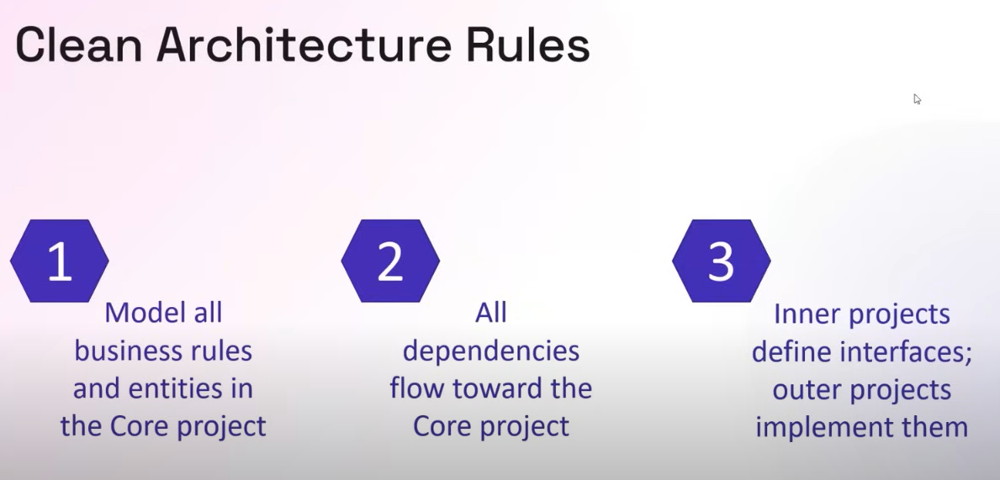 Clean Architecture Rules
1
Model all
business rules
and entities in
the Core project
2
All
dependencies
flow toward the
Core project
3
Inner projects
define interfaces;
outer projects
implement them